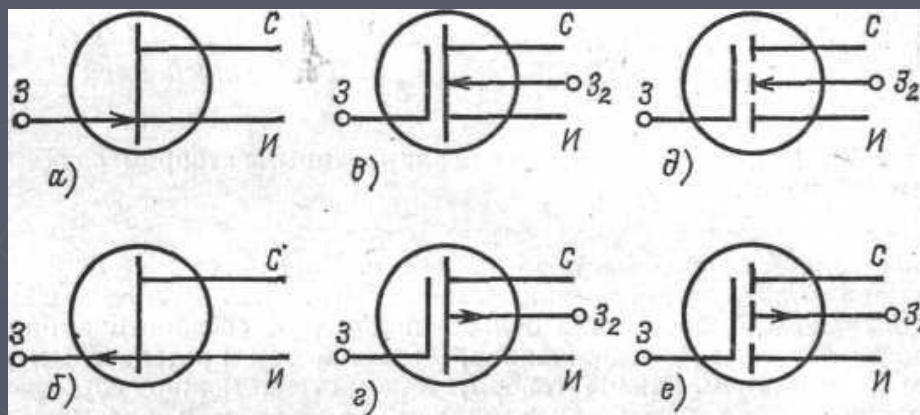 С С С
З З₂ З З₂
З И И И
а) в) д)
С С С
З З З₂ З З₂
И И И
б) г) е)